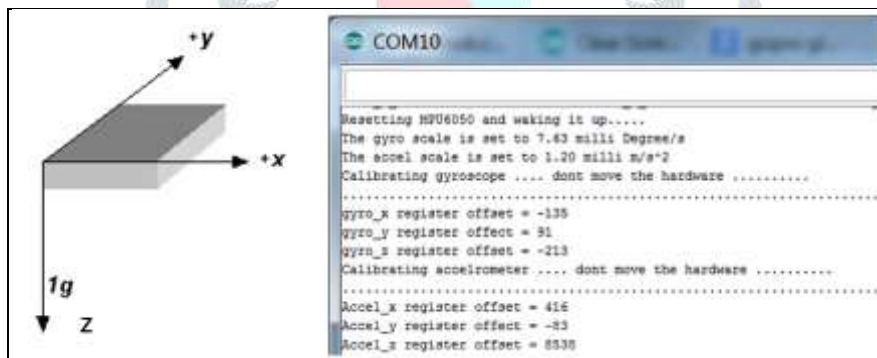 +y
+x
1g
Z
COM10
Resetting MPU6050 and waking it up.....
The gyro scale is set to 7.63 milli Degree/s
The accel scale is set to 1.20 milli m/s^2
Calibrating gyroscope .... dont move the hardware ..........
gyro_x register offset = -135
gyro_y register offect = 91
gyro_z register offset = -213
Calibrating accelrometer .... dont move the hardware ..........
Accel_x register offset = 416
Accel_y register offect = -83
Accel_z register offset = 8538